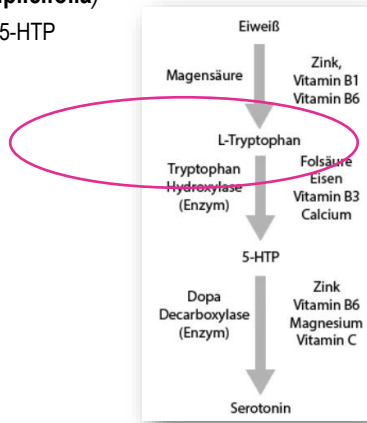 5-HTP
Eiweiß
Magensäure
Zink,
Vitamin B1
Vitamin B6
L-Tryptophan
Tryptophan
Hydroxylase
(Enzym)
Folsäure
Eisen
Vitamin B3
Calcium
5-HTP
Dopa
Decarboxylase
(Enzym)
Zink
Vitamin B6
Magnesium
Vitamin C
Serotonin